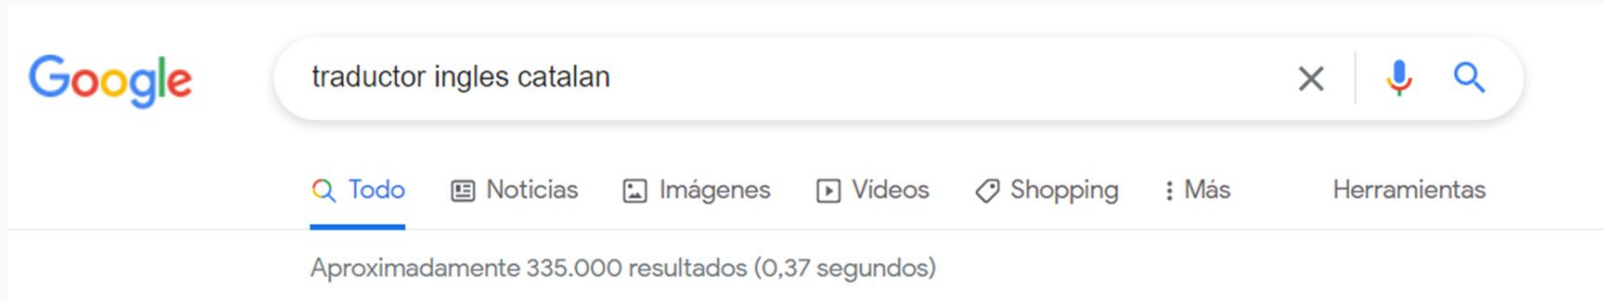 Google traductor ingles catalan
Todo Noticias Imágenes Vídeos Shopping Más Herramientas
Aproximadamente 335.000 resultados (0,37 segundos)